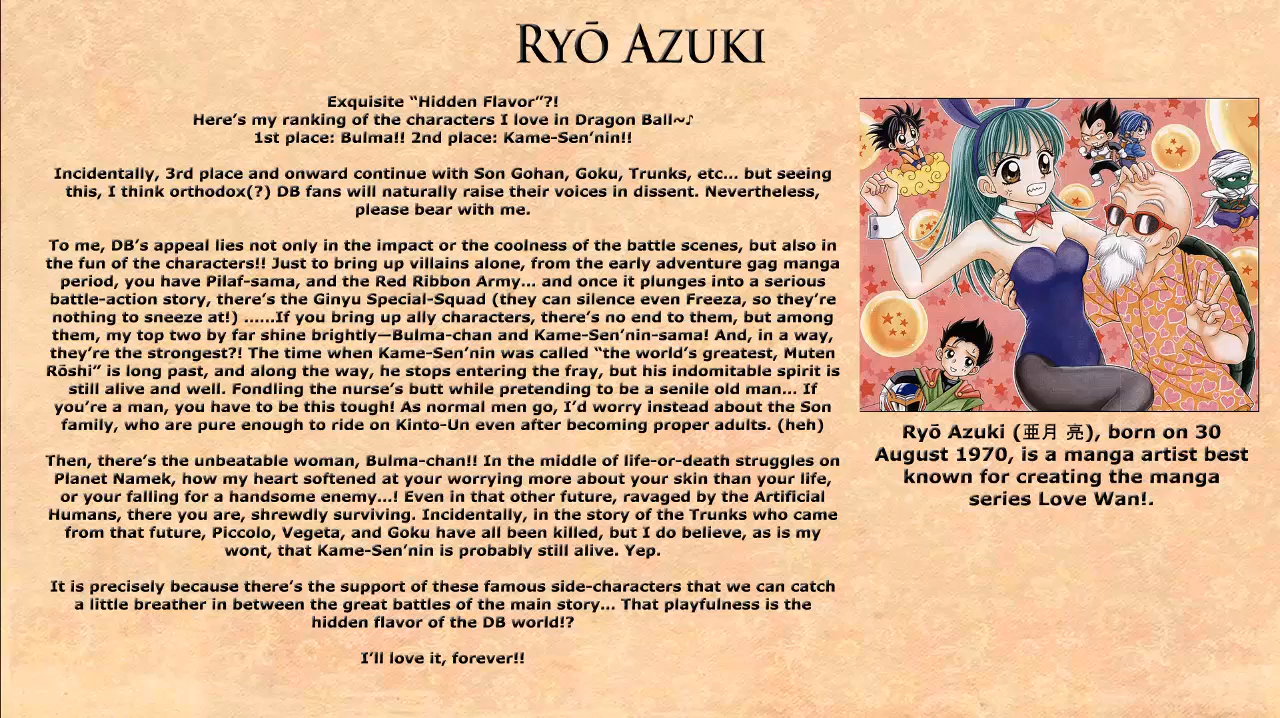 RYŌ AZUKI
Exquisite “Hidden Flavor”?!
Here’s my ranking of the characters I love in Dragon Ball~♪
1st place: Bulma!! 2nd place: Kame-Sen’nin!!
Incidentally, 3rd place and onward continue with Son Gohan, Goku, Trunks, etc... but seeing
this, I think orthodox(?) DB fans will naturally raise their voices in dissent. Nevertheless,
please bear with me.
To me, DB’s appeal lies not only in the impact or the coolness of the battle scenes, but also in
the fun of the characters!! Just to bring up villains alone, from the early adventure gag manga
period, you have Pilaf-sama, and the Red Ribbon Army... and once it plunges into a serious
battle-action story, there’s the Ginyu Special-Squad (they can silence even Freeza, so they’re
nothing to sneeze at!) ......If you bring up ally characters, there’s no end to them, but among
them, my top two by far shine brightly—Bulma-chan and Kame-Sen’nin-sama! And, in a way,
they’re the strongest?! The time when Kame-Sen’nin was called “the world’s greatest, Muten
Rōshi” is long past, and along the way, he stops entering the fray, but his indomitable spirit is
still alive and well. Fondling the nurse’s butt while pretending to be a senile old man... If
you’re a man, you have to be this tough! As normal men go, I’d worry instead about the Son
family, who are pure enough to ride on Kinto-Un even after becoming proper adults. (heh)
Then, there’s the unbeatable woman, Bulma-chan!! In the middle of life-or-death struggles on
Planet Namek, how my heart softened at your worrying more about your skin than your life,
or your falling for a handsome enemy...! Even in that other future, ravaged by the Artificial
Humans, there you are, shrewdly surviving. Incidentally, in the story of the Trunks who came
from that future, Piccolo, Vegeta, and Goku have all been killed, but I do believe, as is my
wont, that Kame-Sen’nin is probably still alive. Yep.
It is precisely because there’s the support of these famous side-characters that we can catch
a little breather in between the great battles of the main story... That playfulness is the
hidden flavor of the DB world!?
I’ll love it, forever!!
Ryō Azuki (亜月 亮), born on 30
August 1970, is a manga artist best
known for creating the manga
series Love Wan!.